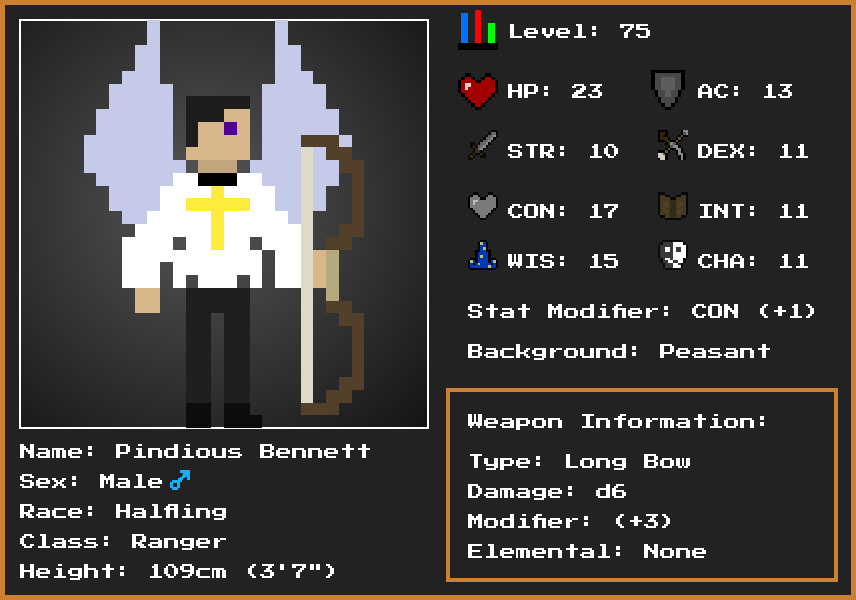 Level: 75
HP: 23
AC: 13
STR: 10
DEX: 11
CON: 17
INT: 11
WIS: 15
CHA: 11
Stat Modifier: CON (+1)
Background: Peasant
Weapon Information:
Type: Long Bow
Damage: d6
Modifier: (+3)
Elemental: None
Name: Pindious Bennett
Sex: Male ♂
Race: Halfling
Class: Ranger
Height: 109cm (3'7")